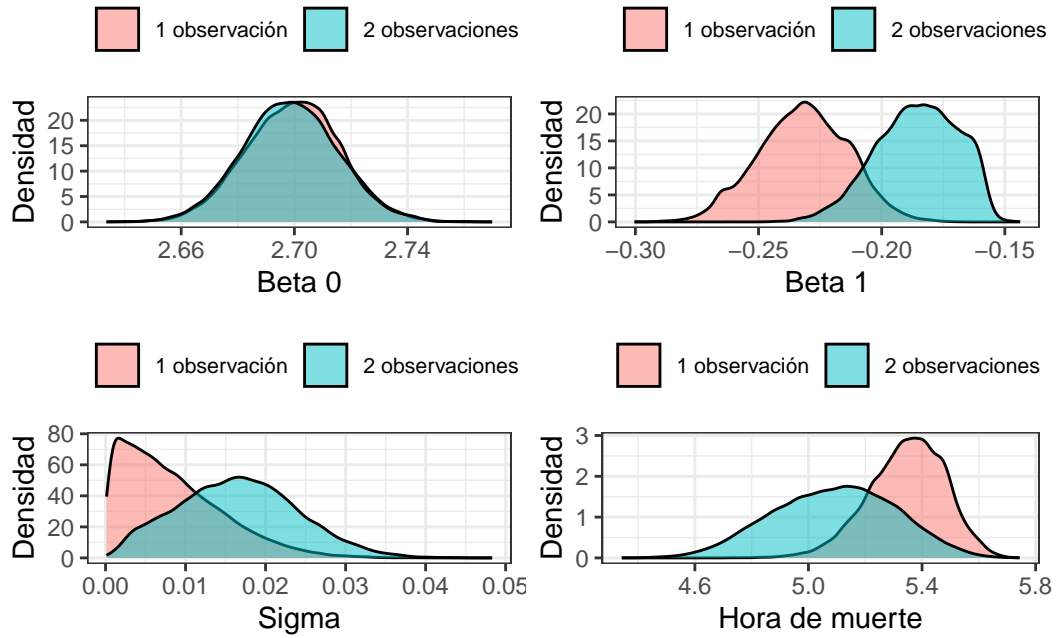 1 observación 2 observaciones
Densidad
20
15
10
5
0
2.66 2.70 2.74
Beta 0
1 observación 2 observaciones
Densidad
20
15
10
5
0
−0.30 −0.25 −0.20 −0.15
Beta 1
1 observación 2 observaciones
Densidad
80
60
40
20
0
0.00 0.01 0.02 0.03 0.04 0.05
Sigma
1 observación 2 observaciones
Densidad
3
2
1
0
4.6 5.0 5.4 5.8
Hora de muerte